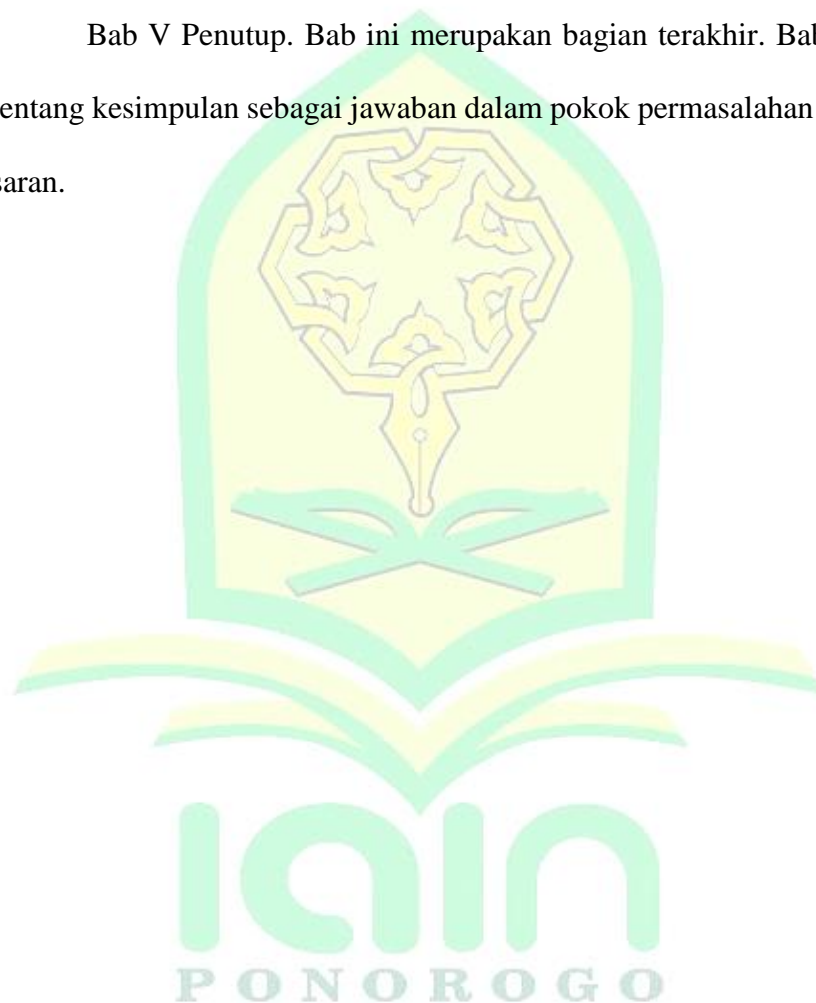 Bab V Penutup. Bab ini merupakan bagian terakhir. Bab
entang kesimpulan sebagai jawaban dalam pokok permasalahan
saran.
iain
PONOROGO